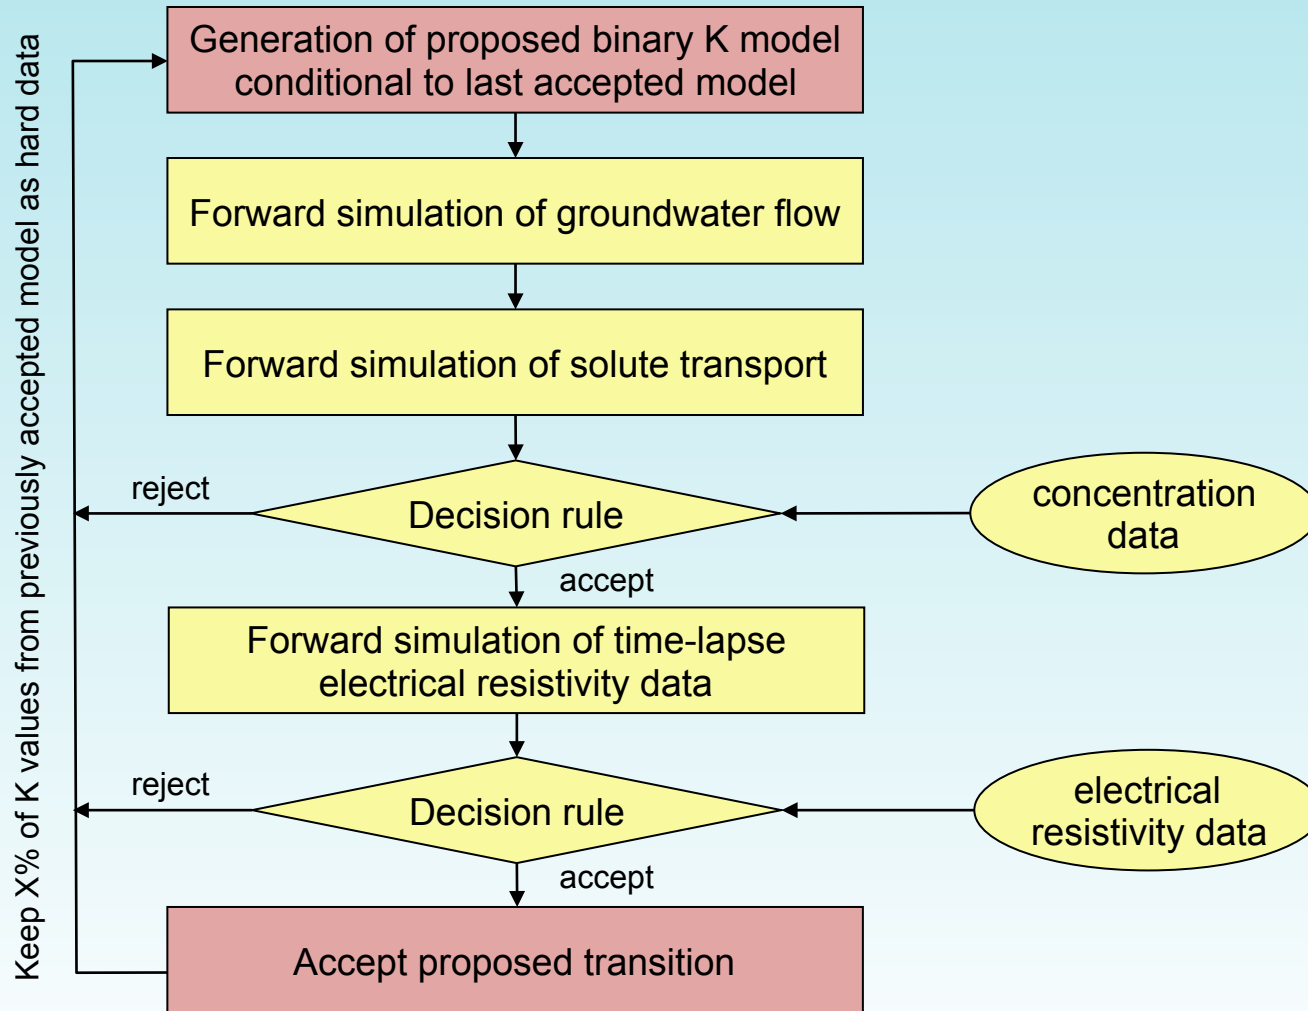 Keep X% of K values from previously accepted model as hard data
Generation of proposed binary K model
conditional to last accepted model
Forward simulation of groundwater flow
Forward simulation of solute transport
reject
Decision rule
concentration
data
accept
Forward simulation of time-lapse
electrical resistivity data
reject
Decision rule
electrical
resistivity data
accept
Accept proposed transition